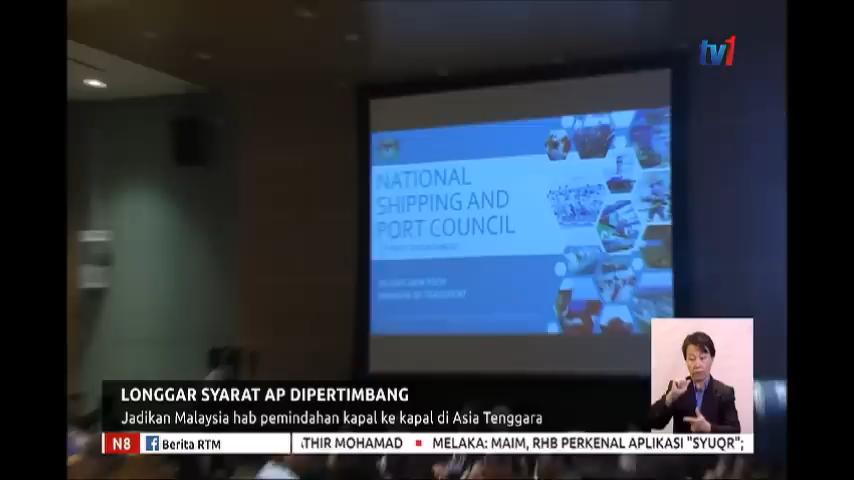 tv1
NATIONAL
SHIPPING AND
PORT COUNCIL
LONGGAR SYARAT AP DIPERTIMBANG
Jadikan Malaysia hab pemindahan kapal ke kapal di Asia Tenggara
N8 Berita RTM ATHIR MOHAMAD ▪ MELAKA: MAIM, RHB PERKENAL APLIKASI "SYUQR";